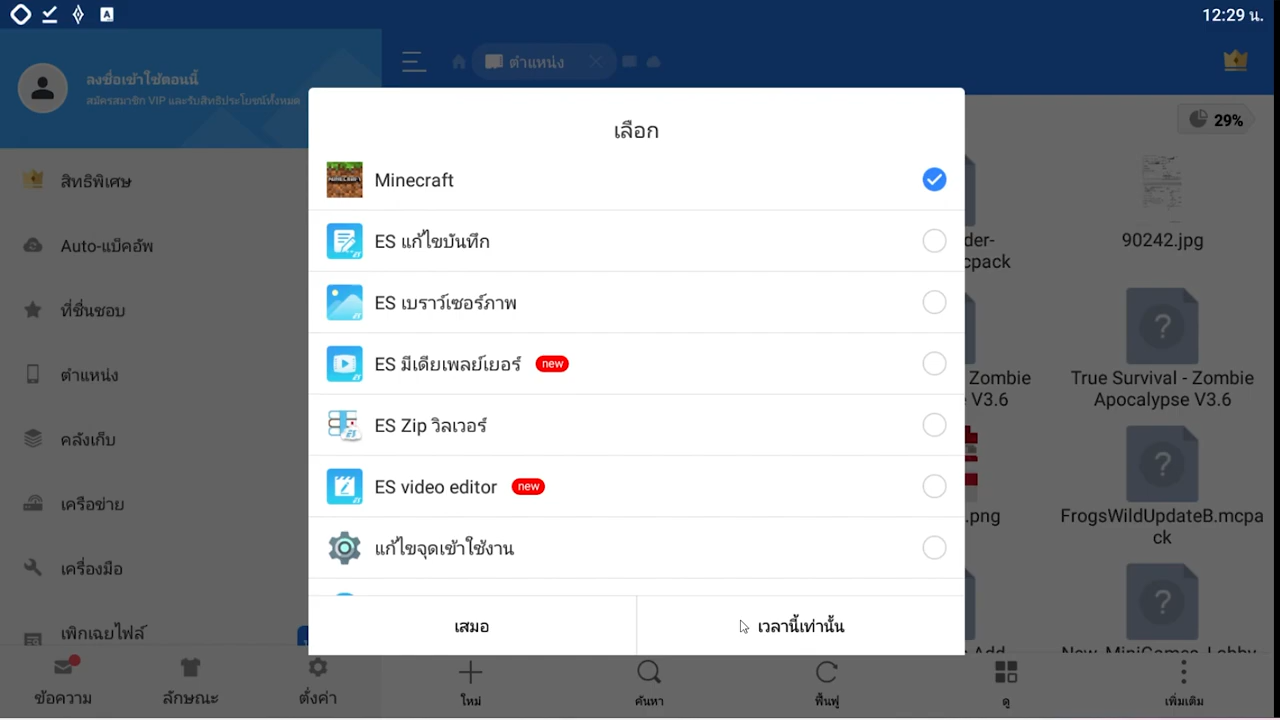 12:29 น.
ลงชื่อเข้าใช้ตอนนี้
สมัครสมาชิก VIP และรับสิทธิประโยชน์ทั้งหมด
ตำแหน่ง
29%
เลือก
Minecraft
ES แก้ไขบันทึก
ES เบราว์เซอร์ภาพ
ES มีเดียเพลย์เยอร์ new
ES Zip วิลเวอร์
ES video editor new
แก้ไขจุดเข้าใช้งาน
เสมอ
เวลานี้เท่านั้น
สิทธิพิเศษ
Auto-แบ็คอัพ
ที่ชื่นชอบ
ตำแหน่ง
คลังเก็บ
เครือข่าย
เครื่องมือ
เพิกเฉยไฟล์
der-
cpack
90242.jpg
Zombie
V3.6
True Survival - Zombie
Apocalypse V3.6
.png
FrogsWildUpdateB.mcpa
ck
Add
New_MiniGames_Lobby
ข้อความ
ลักษณะ
ตั่งค่า
ใหม่
ค้นหา
ฟื้นฟู
ดู
เพิ่มเติม